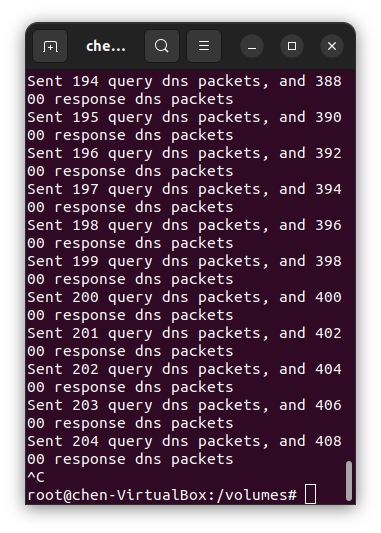 che...
Sent 194 query dns packets, and 388
00 response dns packets
Sent 195 query dns packets, and 390
00 response dns packets
Sent 196 query dns packets, and 392
00 response dns packets
Sent 197 query dns packets, and 394
00 response dns packets
Sent 198 query dns packets, and 396
00 response dns packets
Sent 199 query dns packets, and 398
00 response dns packets
Sent 200 query dns packets, and 400
00 response dns packets
Sent 201 query dns packets, and 402
00 response dns packets
Sent 202 query dns packets, and 404
00 response dns packets
Sent 203 query dns packets, and 406
00 response dns packets
Sent 204 query dns packets, and 408
00 response dns packets
^C
root@chen-VirtualBox:/volumes#